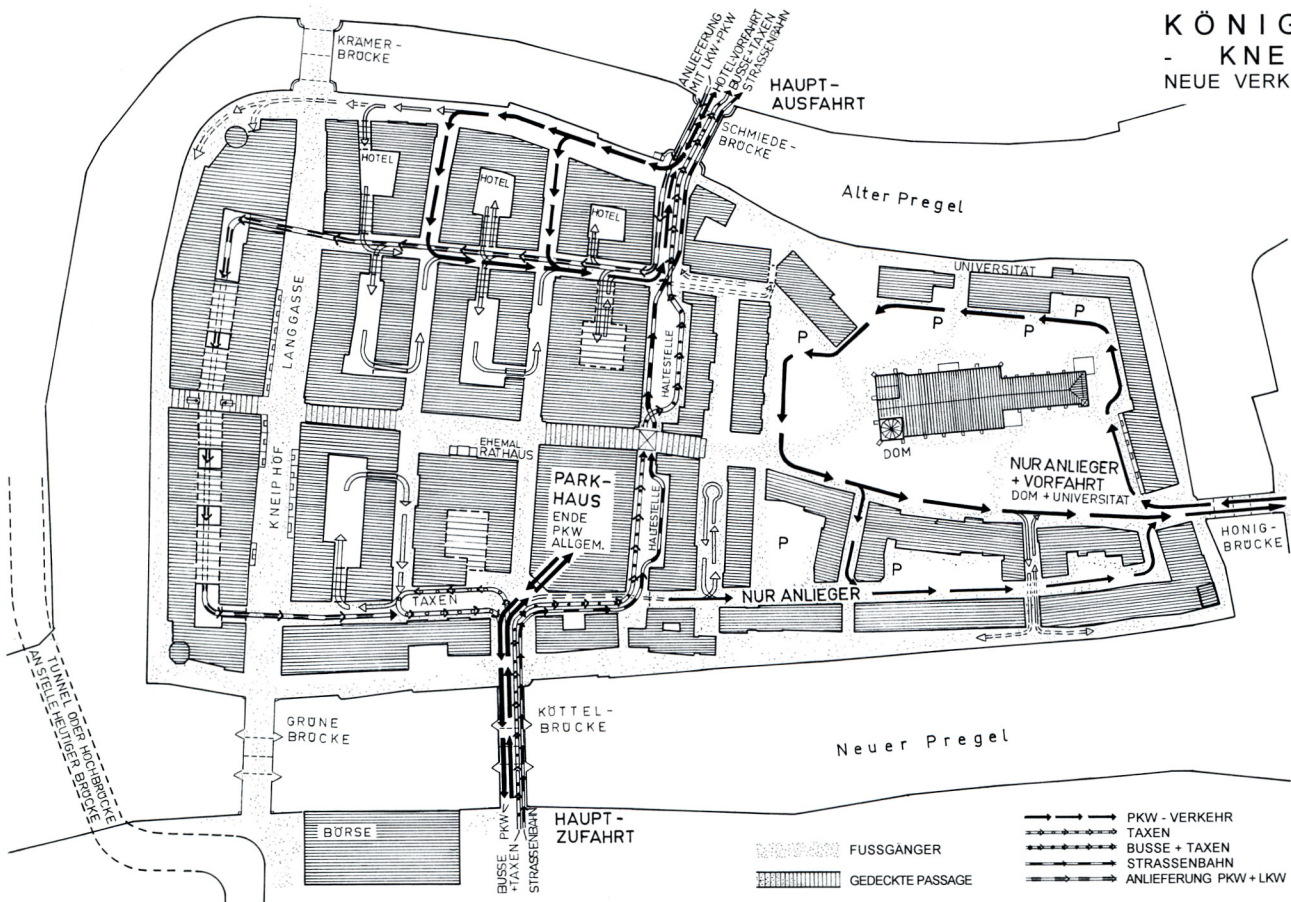 KÖNIG
- KNE
NEUE VERK
KRÄMER-
BRÜCKE
ANLIEFERUNG
MIT LKW+PKW
HOTEL-VORFAHRT
BUSSE+TAXEN
STRASSENBAHN
HAUPT-
AUSFAHRT
SCHMIEDE-
BRÜCKE
Alter Pregel
HOTEL
HOTEL
HOTEL
UNIVERSITÄT
P
P
P
P
LANGGASSE
HALTESTELLE
DOM
KNEIPHÖF
EHEMAL
RATHAUS
PARK-
HAUS
ENDE
PKW
ALLGEM.
HALTESTELLE
NUR ANLIEGER
+ VORFAHRT
DOM + UNIVERSITÄT
HONIG-
BRÜCKE
P
P
TAXEN
NUR ANLIEGER
TUNNEL ODER HOCHBRÜCKE
AN STELLE HEUTIGER BRÜCKE
GRÜNE
BRÜCKE
KÖTTEL-
BRÜCKE
Neuer Pregel
BÖRSE
BUSSE
+TAXEN
PKW
STRASSENBAHN
HAUPT-
ZUFAHRT
FUSSGÄNGER
GEDECKTE PASSAGE
PKW - VERKEHR
TAXEN
BUSSE + TAXEN
STRASSENBAHN
ANLIEFERUNG PKW + LKW